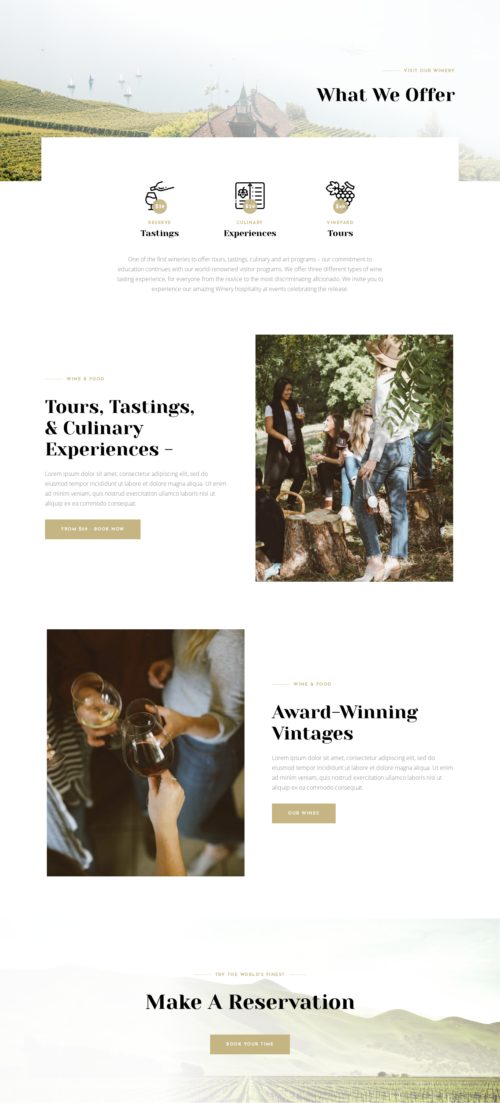 VISIT OUR WINERY
What We Offer
RESERVE
Tastings
CULINARY
Experiences
VINEYARD
Tours
One of the first wineries to offer tours, tastings, culinary and art programs – our commitment to
education continues with our world-renowned visitor programs. We offer three different types of wine
tasting experience, for everyone from the novice to the most discriminating aficionado. We invite you to
experience our amazing Winery hospitality at events celebrating the release.
WINE & FOOD
Tours, Tastings,
& Culinary
Experiences –
Lorem ipsum dolor sit amet, consectetur adipiscing elit, sed do
eiusmod tempor incididunt ut labore et dolore magna aliqua. Ut enim
ad minim veniam, quis nostrud exercitation ullamco laboris nisi ut
aliquip ex ea commodo consequat.
FROM $69 - BOOK NOW
WINE & FOOD
Award-Winning
Vintages
Lorem ipsum dolor sit amet, consectetur adipiscing elit, sed do
eiusmod tempor incididunt ut labore et dolore magna aliqua. Ut enim
ad minim veniam, quis nostrud exercitation ullamco laboris nisi ut
aliquip ex ea commodo consequat.
OUR WINES
TRY THE WORLD'S FINEST
Make A Reservation
BOOK YOUR TIME